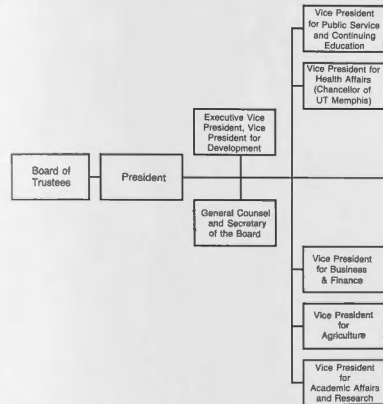 Vice President
for Public Service
and Continuing
Education
Vice President for
Health Affairs
(Chancellor of
UT Memphis)
Executive Vice
President, Vice
President for
Development
Board of
Trustees
President
General Counsel
and Secretary
of the Board
Vice President
for Business
& Finance
Vice President
for
Agriculture
Vice President
for
Academic Affairs
and Research